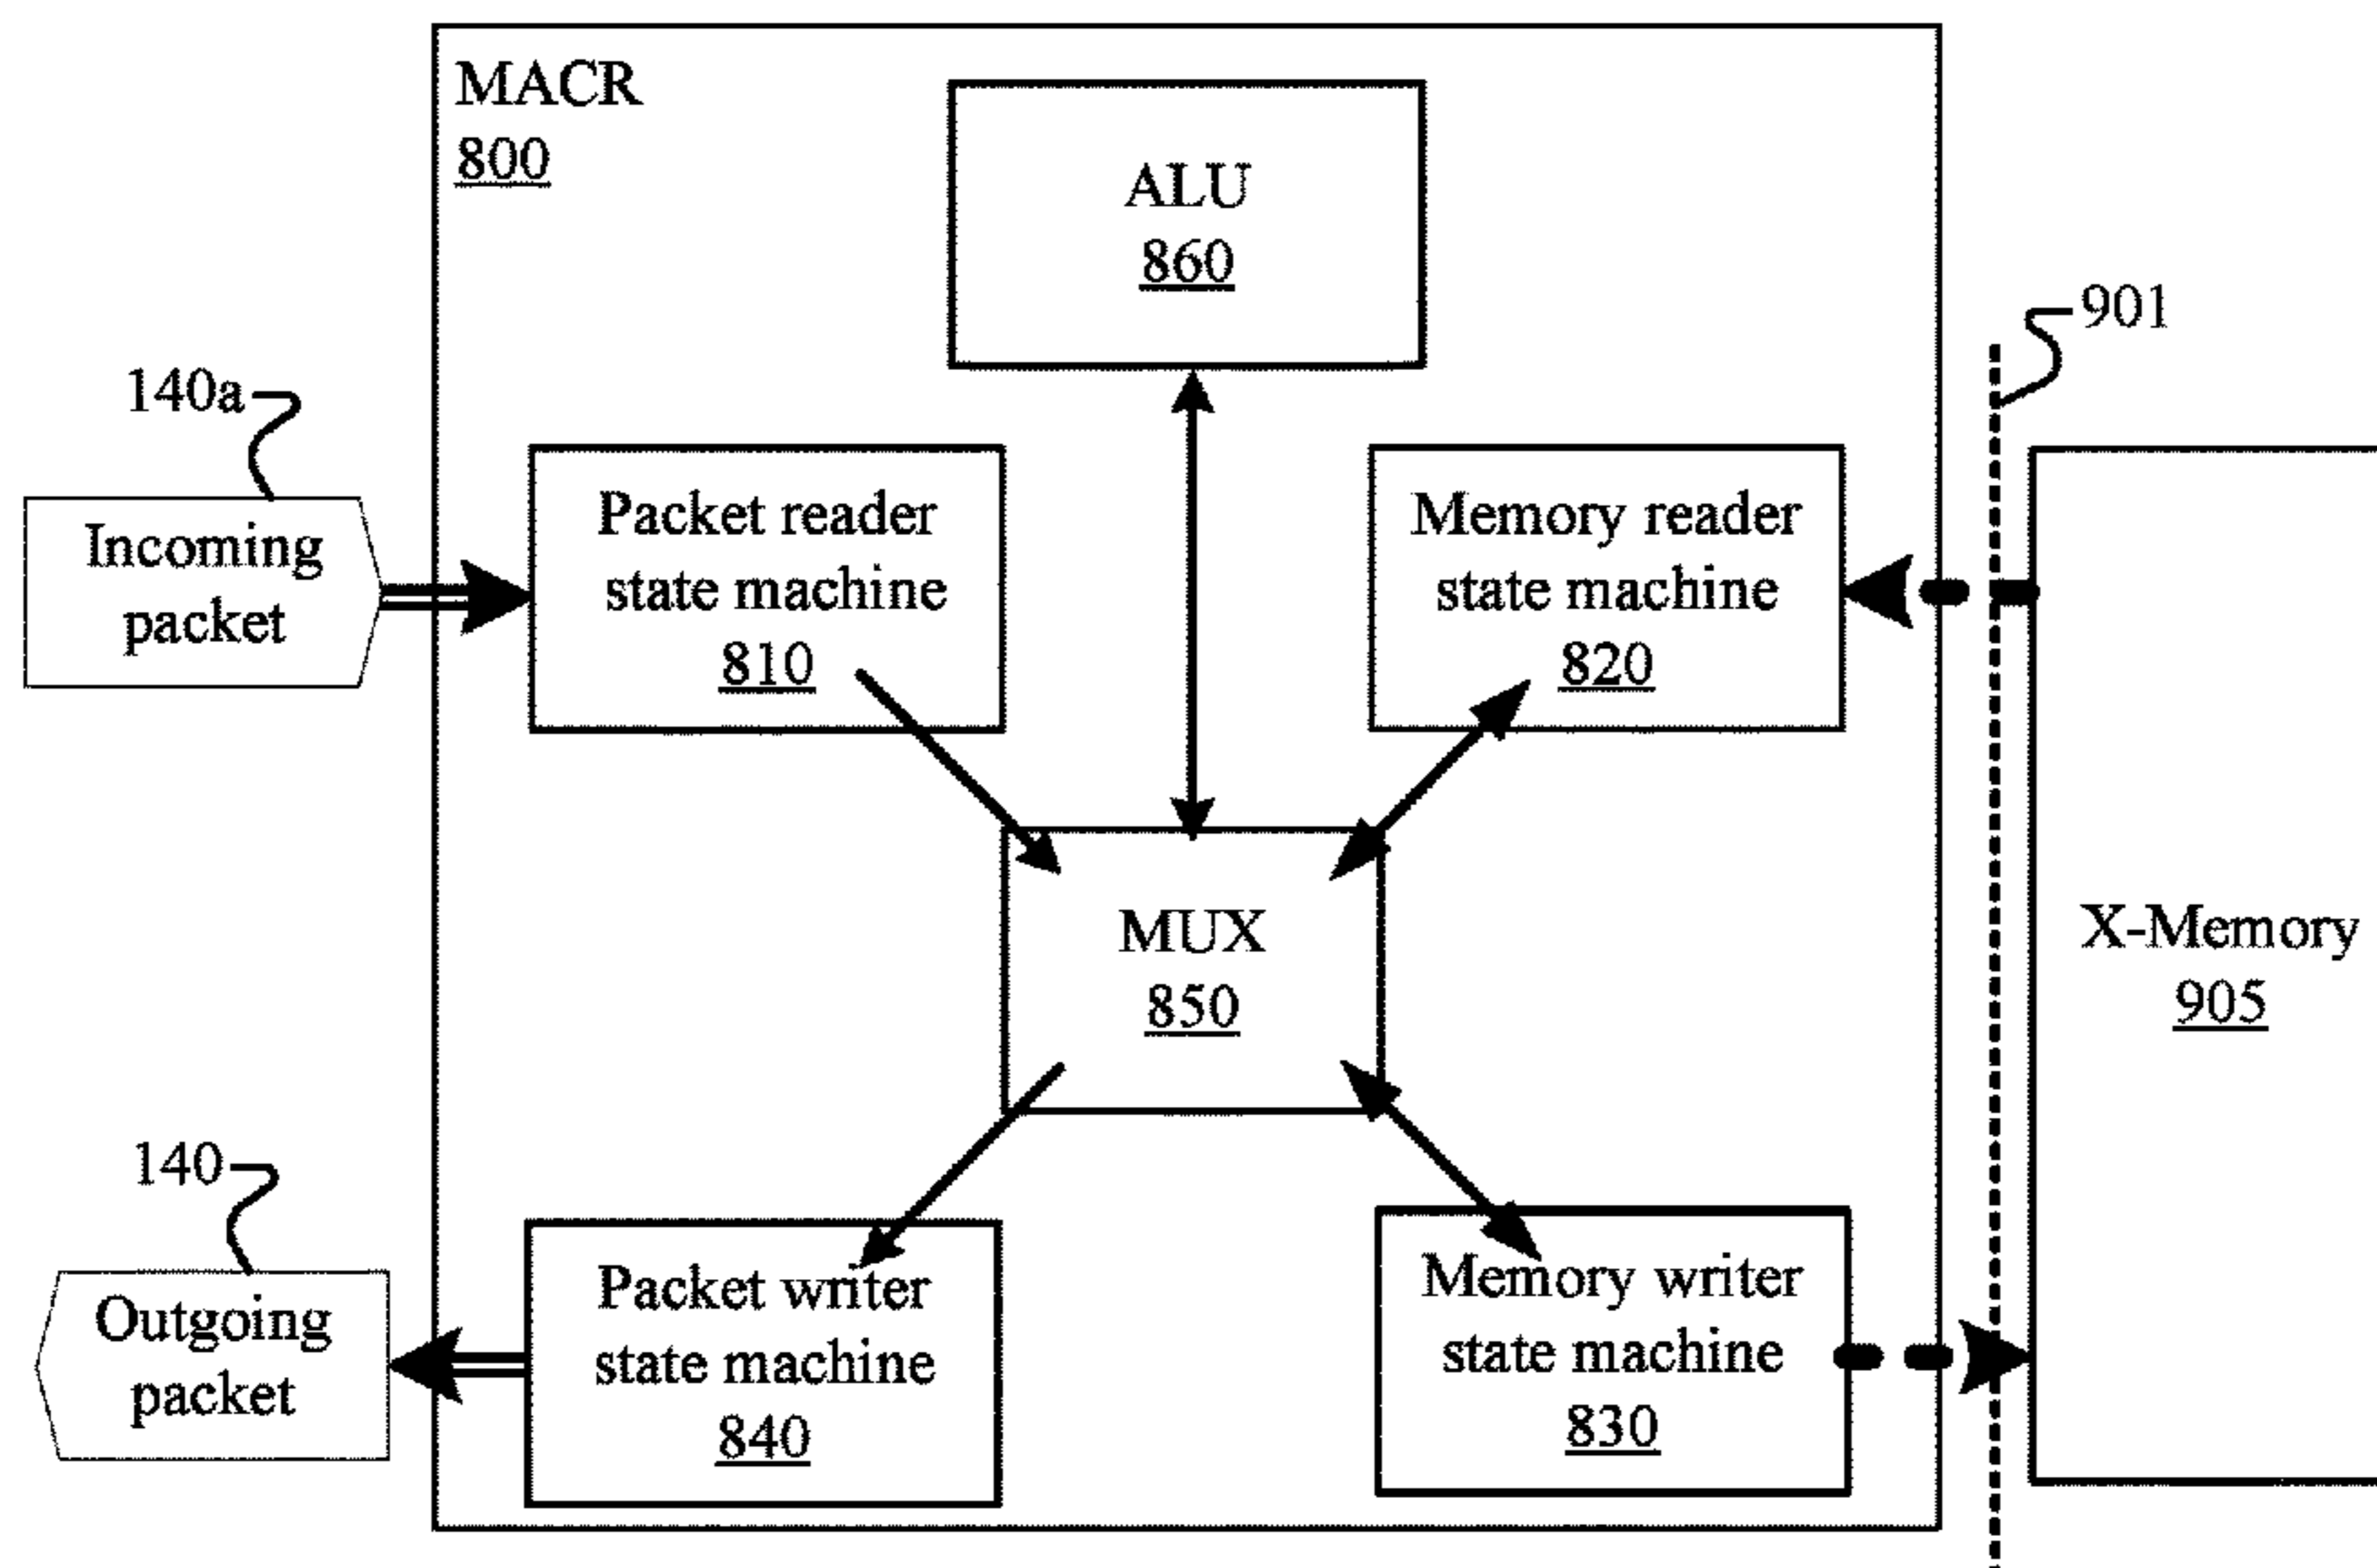 MACR
800
ALU
860
901
140a
Incoming
packet
Packet reader
state machine
810
Memory reader
state machine
820
MUX
850
X-Memory
905
140
Outgoing
packet
Packet writer
state machine
840
Memory writer
state machine
830